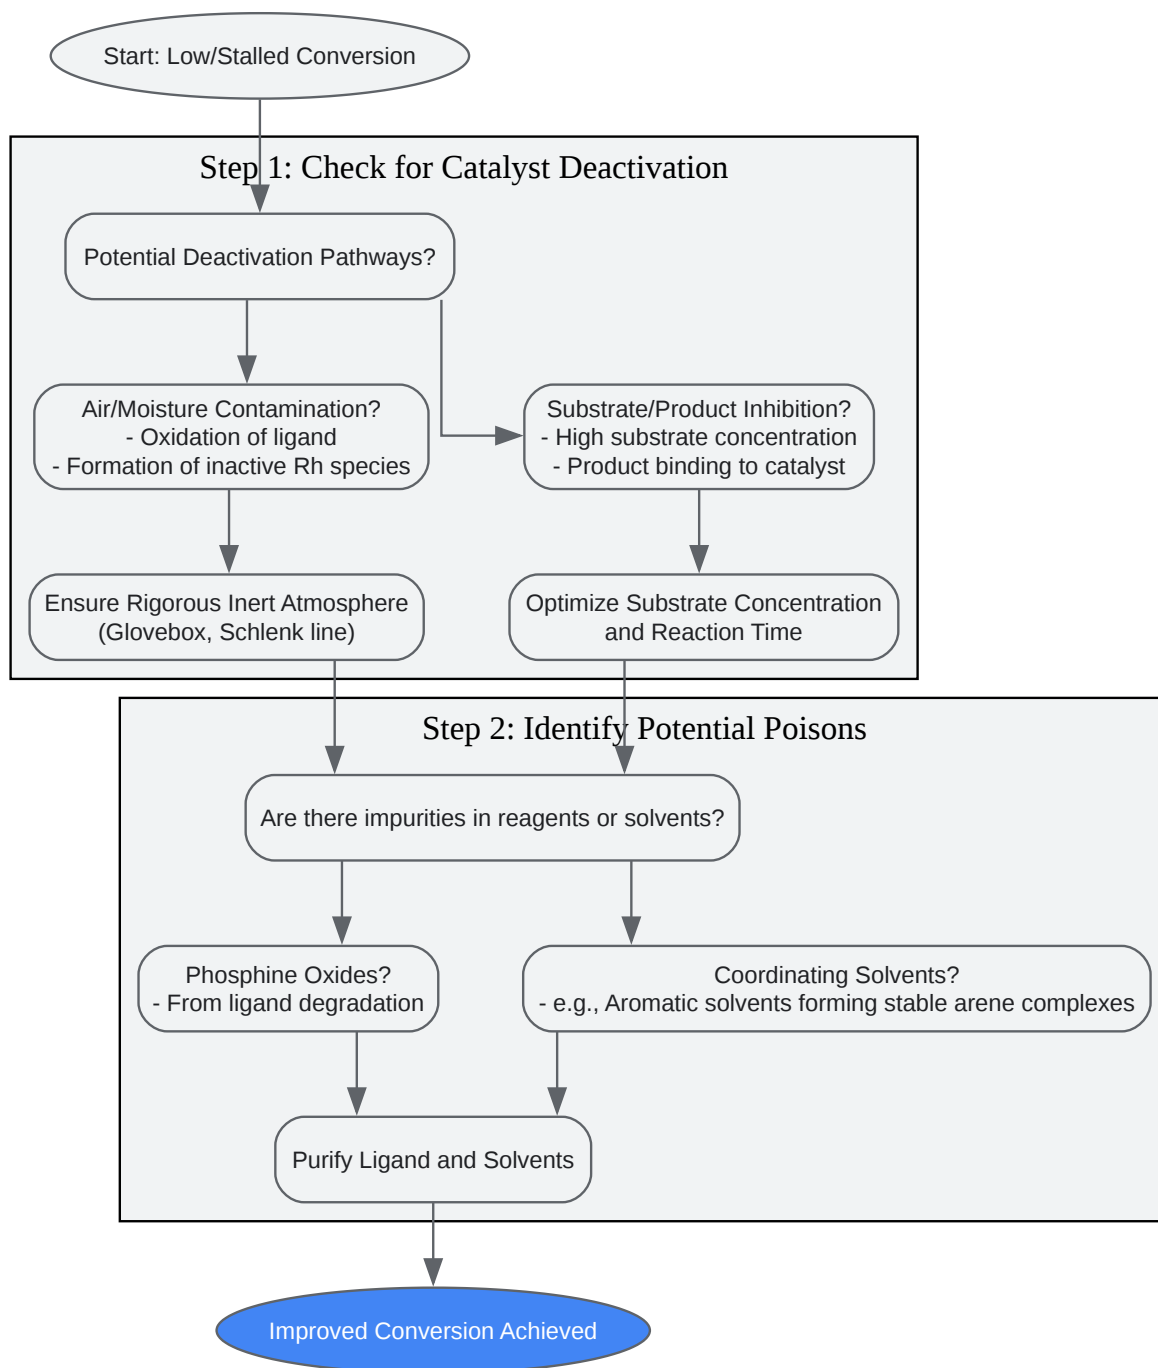 Start: Low/Stalled Conversion
Step 1: Check for Catalyst Deactivation
Potential Deactivation Pathways?
Air/Moisture Contamination?
- Oxidation of ligand
- Formation of inactive Rh species
Substrate/Product Inhibition?
- High substrate concentration
- Product binding to catalyst
Ensure Rigorous Inert Atmosphere
(Glovebox, Schlenk line)
Optimize Substrate Concentration
and Reaction Time
Step 2: Identify Potential Poisons
Are there impurities in reagents or solvents?
Phosphine Oxides?
- From ligand degradation
Coordinating Solvents?
- e.g., Aromatic solvents forming stable arene complexes
Purify Ligand and Solvents
Improved Conversion Achieved